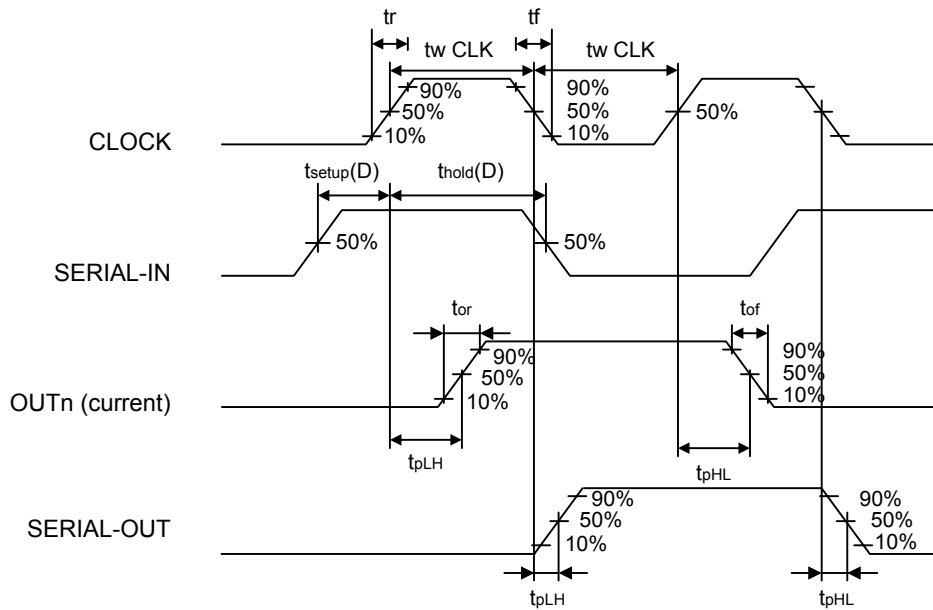 tr
tf
tw CLK
tw CLK
90%
50%
10%
90%
50%
10%
50%
CLOCK
tsetup(D)
thold(D)
50%
50%
SERIAL-IN
tor
tof
90%
50%
10%
90%
50%
10%
OUTn (current)
tpLH
tpHL
90%
50%
10%
90%
50%
10%
SERIAL-OUT
tpLH
tpHL